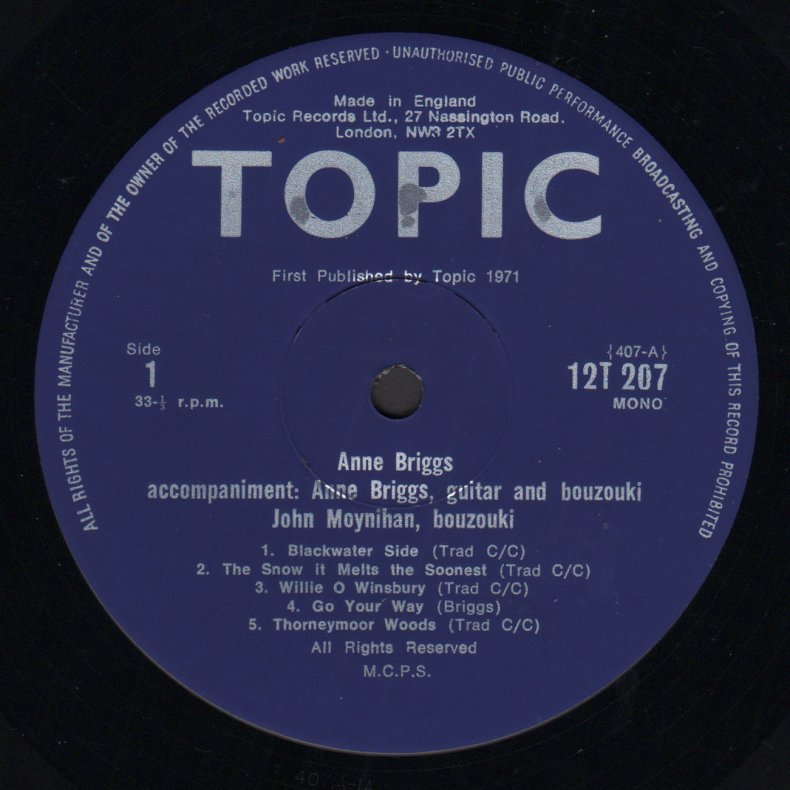 ALL RIGHTS OF THE MANUFACTURER AND OF THE OWNER OF THE RECORDED WORK RESERVED · UNAUTHORISED PUBLIC PERFORMANCE BROADCASTING AND COPYING OF THIS RECORD PROHIBITED
Made in England
Topic Records Ltd., 27 Nassington Road,
London, NW3 2TX
TOPIC
First Published by Topic 1971
Side
1
33-⅓ r.p.m.
{407-A}
12T 207
MONO
Anne Briggs
accompaniment: Anne Briggs, guitar and bouzouki
John Moynihan, bouzouki
1. Blackwater Side (Trad C/C)
2. The Snow it Melts the Soonest (Trad C/C)
3. Willie O Winsbury (Trad C/C)
4. Go Your Way (Briggs)
5. Thorneymoor Woods (Trad C/C)
All Rights Reserved
M.C.P.S.